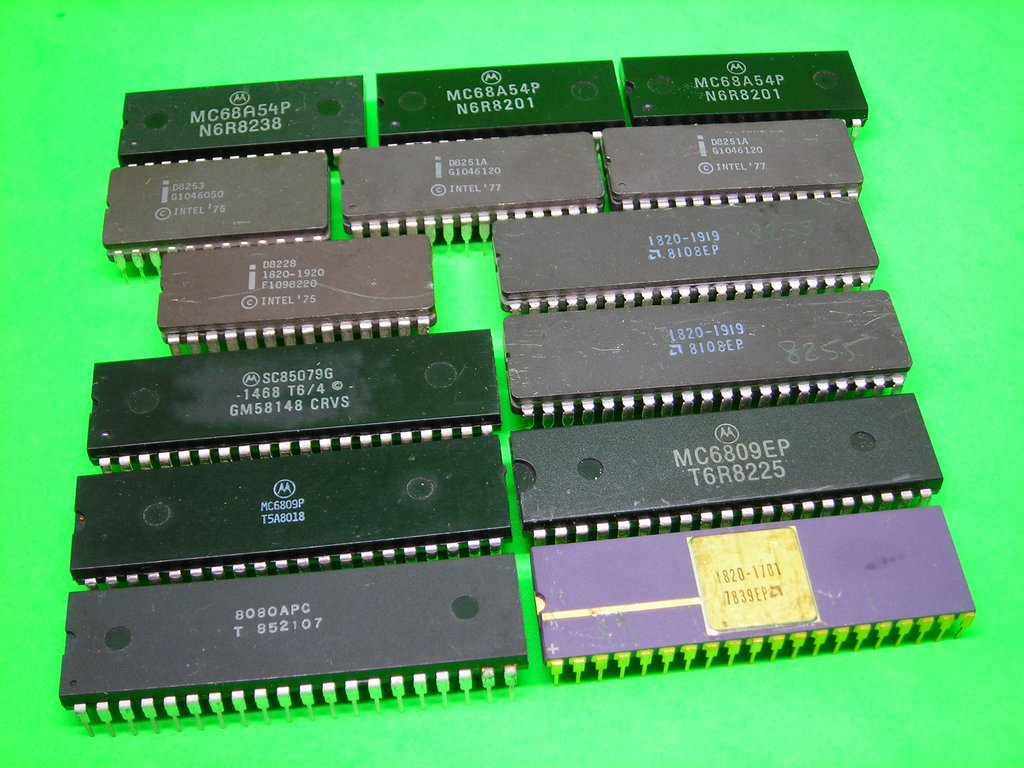 MC68A54P
N6R8238
MC68A54P
N6R8201
MC68A54P
N6R8201
i D8253
G1046050
© INTEL '76
i D8251A
G1046120
© INTEL '77
i D8251A
G1046120
© INTEL '77
i D8228
1820-1920
F1098220
© INTEL '75
1820-1919
8108EP
8255
1820-1919
8108EP
8255
SC85079G
-1468 T6/4 ©
GM58148 CRVS
MC6809EP
T6R8225
MC6809P
T5A8018
8080APC
T 852107
1820-1701
7839EP